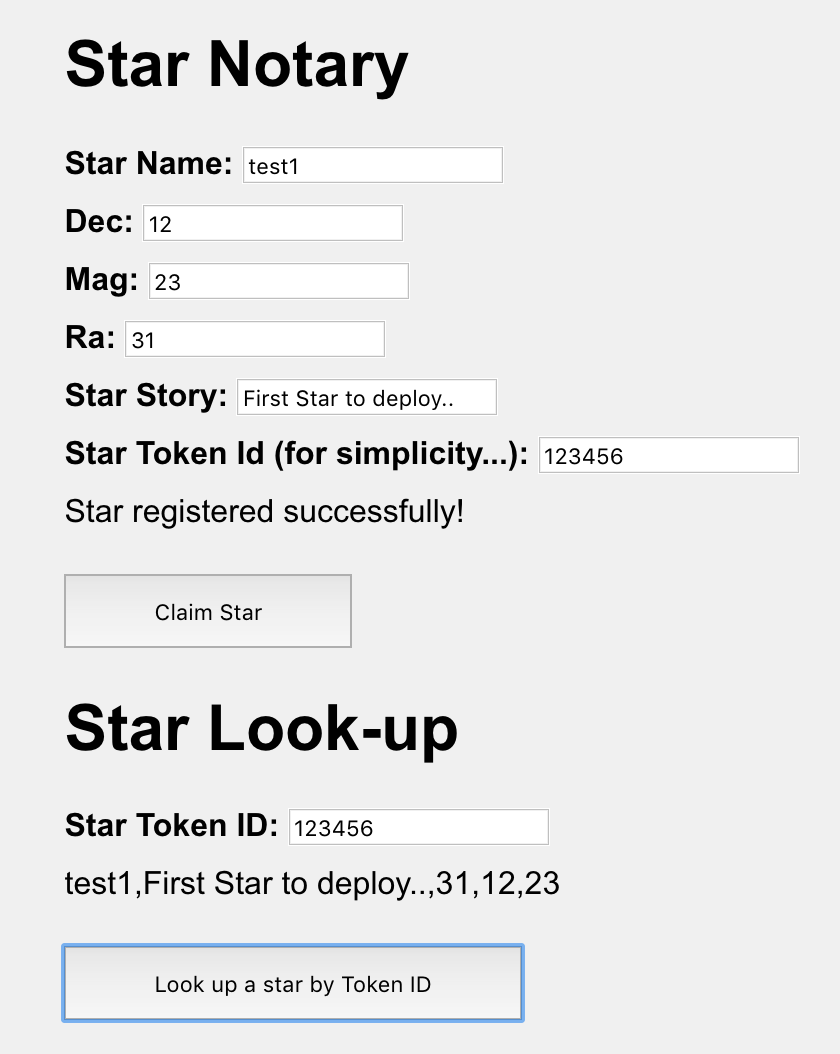 Star Notary
Star Name: test1
Dec: 12
Mag: 23
Ra: 31
Star Story: First Star to deploy..
Star Token Id (for simplicity...): 123456
Star registered successfully!
Claim Star
Star Look-up
Star Token ID: 123456
test1,First Star to deploy..,31,12,23
Look up a star by Token ID